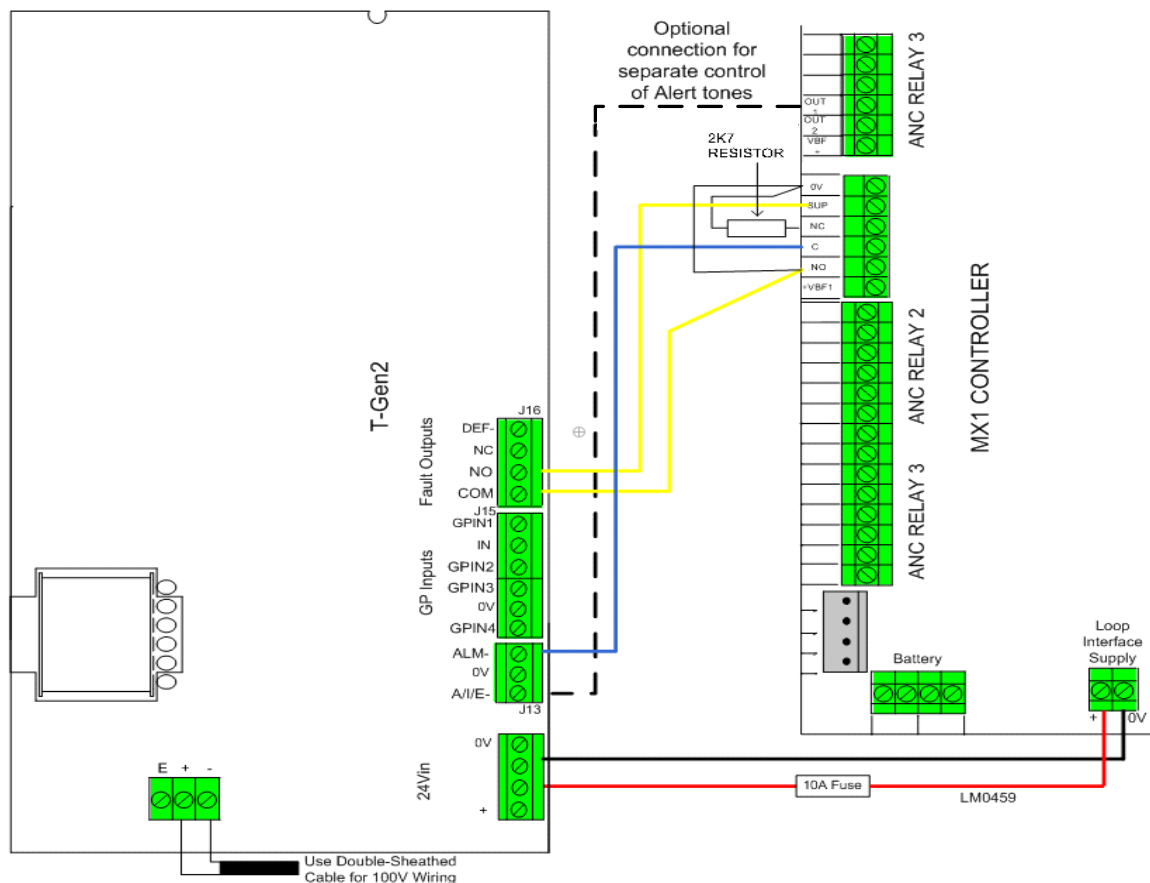 Optional
connection for
separate control
of Alert tones
ANC RELAY 3
OUT
1
OUT
2
VBF
+
2K7
RESISTOR
0V
SUP
NC
C
NO
+VBF1
MX1 CONTROLLER
ANC RELAY 2
ANC RELAY 3
T-Gen2
J16
Fault Outputs
DEF-
NC
NO
COM
J15
GP Inputs
GPIN1
IN
GPIN2
GPIN3
0V
GPIN4
ALM-
0V
A/I/E-
J13
Battery
Loop
Interface
Supply
+ 0V
24Vin
0V
+
10A Fuse
LM0459
E + -
Use Double-Sheathed
Cable for 100V Wiring